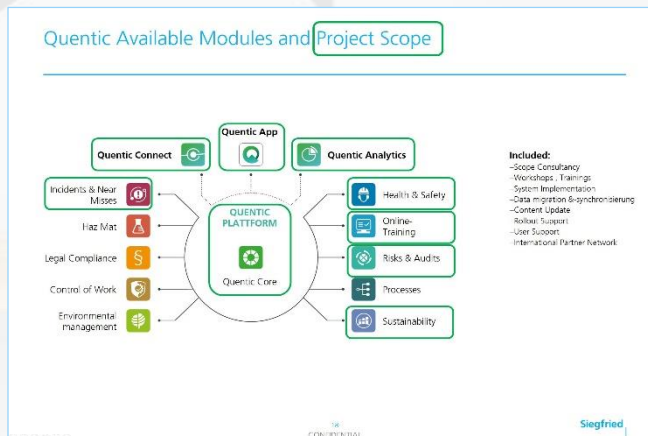 Quentic Available Modules and Project Scope
Quentic App
Quentic Connect
Quentic Analytics
Incidents & Near
Misses
Haz Mat
Legal Compliance
Control of Work
Environmental
management
QUENTIC
PLATTFORM
Quentic Core
Health & Safety
Online-
Training
Risks & Audits
Processes
Sustainability
Included:
–Scope Consultancy
–Workshops , Trainings
–System Implementation
–Data migration &-synchronisierung
–Content Update
–Rollout Support
–User Support
–International Partner Network
CONFIDENTIAL
Siegfried